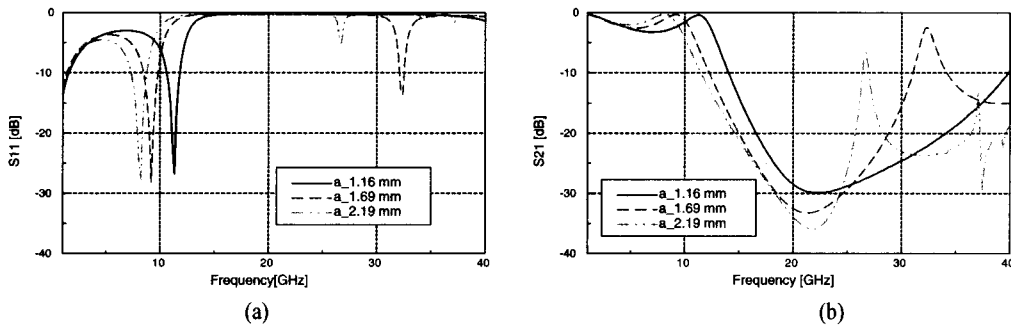 0
-10
-20
-30
-40
S11 [dB]
10
20
30
40
Frequency[GHz]
a_1.16 mm
a_1.69 mm
a_2.19 mm
(a)
0
-10
-20
-30
-40
S21 [dB]
10
20
30
40
Frequency [GHz]
a_1.16 mm
a_1.69 mm
a_2.19 mm
(b)